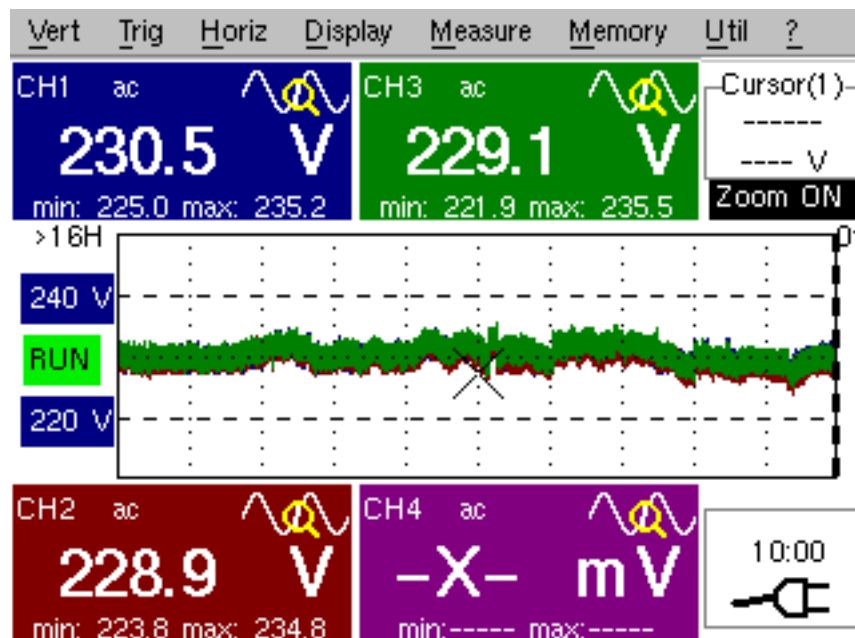 Vert Trig Horiz Display Measure Memory Util ?
CH1 ac
230.5 V
min: 225.0 max: 235.2
CH3 ac
229.1 V
min: 221.9 max: 235.5
Cursor(1)
------
---- V
Zoom ON
>16H
240 V
RUN
220 V
CH2 ac
228.9 V
min: 223.8 max: 234.8
CH4 ac
-X- mV
min:----- max:-----
10:00